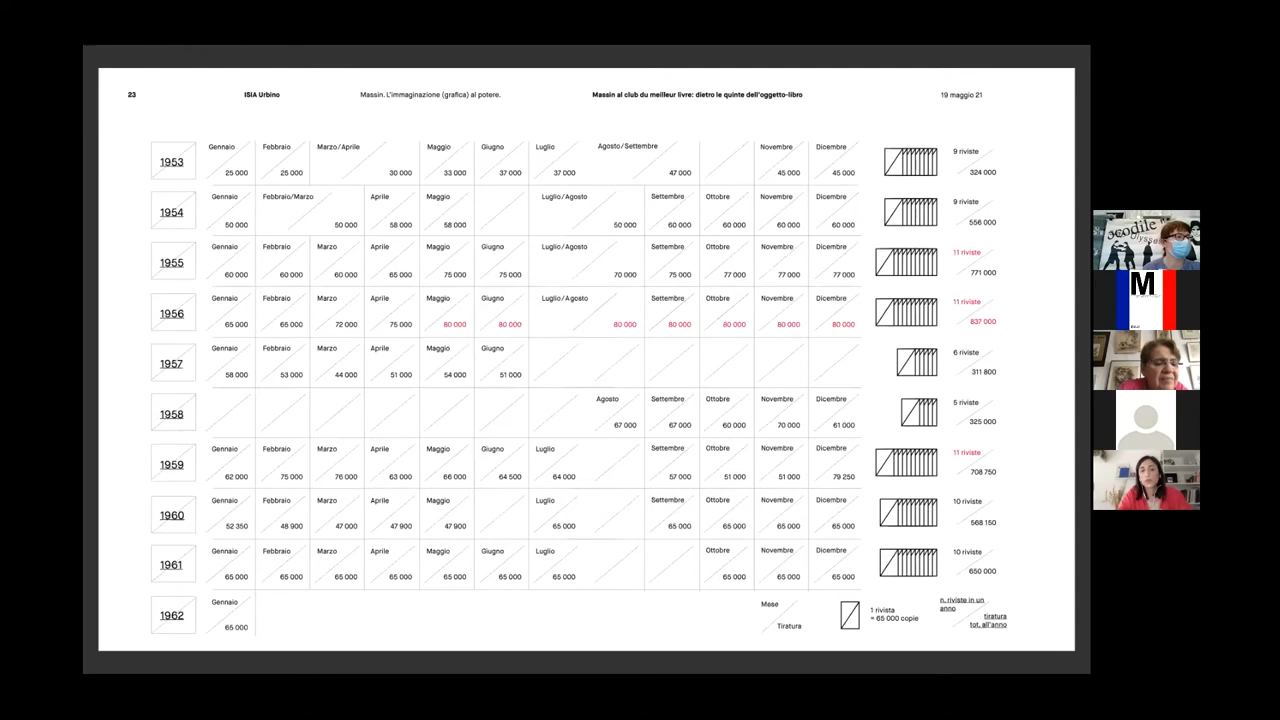 23 ISIA Urbino Massin. L'immaginazione (grafica) al potere. Massin al club du meilleur livre: dietro le quinte dell'oggetto-libro 19 maggio 21
1953 Gennaio Febbraio Marzo/Aprile Maggio Giugno Luglio Agosto/Settembre Novembre Dicembre 9 riviste
25 000 25 000 30 000 33 000 37 000 37 000 47 000 45 000 45 000 324 000
1954 Gennaio Febbraio/Marzo Aprile Maggio Luglio/Agosto Settembre Ottobre Novembre Dicembre 9 riviste
50 000 50 000 58 000 58 000 50 000 60 000 60 000 60 000 60 000 556 000
1955 Gennaio Febbraio Marzo Aprile Maggio Giugno Luglio/Agosto Settembre Ottobre Novembre Dicembre 11 riviste
60 000 60 000 60 000 65 000 75 000 75 000 70 000 75 000 77 000 77 000 77 000 771 000
1956 Gennaio Febbraio Marzo Aprile Maggio Giugno Luglio/Agosto Settembre Ottobre Novembre Dicembre 11 riviste
65 000 65 000 72 000 75 000 80 000 80 000 80 000 80 000 80 000 80 000 80 000 837 000
1957 Gennaio Febbraio Marzo Aprile Maggio Giugno 6 riviste
58 000 53 000 44 000 51 000 54 000 51 000 311 800
1958 Agosto Settembre Ottobre Novembre Dicembre 5 riviste
67 000 67 000 60 000 70 000 61 000 325 000
1959 Gennaio Febbraio Marzo Aprile Maggio Giugno Luglio Settembre Ottobre Novembre Dicembre 11 riviste
62 000 75 000 76 000 63 000 66 000 64 500 64 000 57 000 51 000 51 000 79 250 708 750
1960 Gennaio Febbraio Marzo Aprile Maggio Luglio Settembre Ottobre Novembre Dicembre 10 riviste
52 350 48 900 47 000 47 900 47 900 65 000 65 000 65 000 65 000 65 000 568 150
1961 Gennaio Febbraio Marzo Aprile Maggio Giugno Luglio Ottobre Novembre Dicembre 10 riviste
65 000 65 000 65 000 65 000 65 000 65 000 65 000 65 000 65 000 65 000 650 000
1962 Gennaio
65 000
Mese
Tiratura
1 rivista
= 65 000 copie
n. riviste in un
anno
tiratura
tot. all'anno
ocodile
ulysses
M